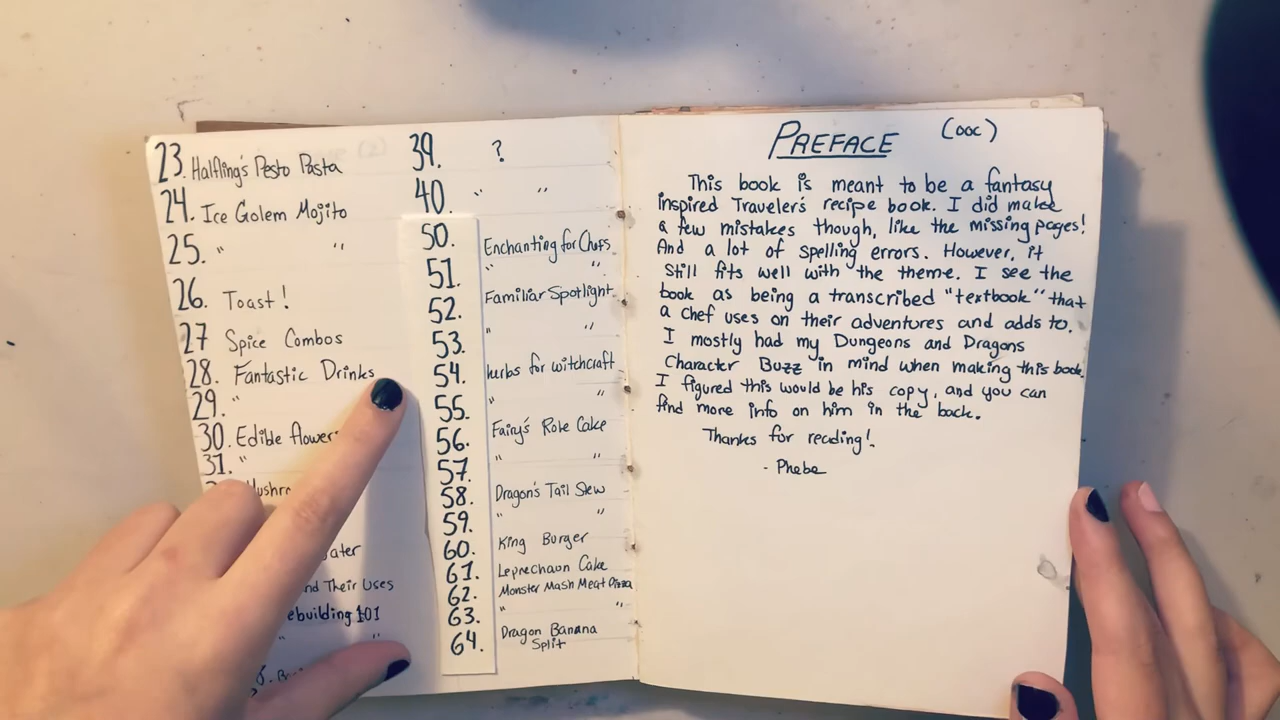 23. Halfling's Pesto Pasta
24. Ice Golem Mojito
25. " "
26. Toast!
27 Spice Combos
28. Fantastic Drinks
29. "
30. Edible flowers
31. "
ater
nd Their Uses
ebuilding 101
" "
39. ?
40. " "
50. Enchanting for Chefs
51. " "
52. Familiar Spotlight
53. " "
54. herbs for witchcraft
55. " "
56. Fairy's Robe Cake
57. " "
58. Dragon's Tail Stew
59. "
60. King Burger
61. Leprechaun Cake
62. Monster Mash Meat Pizza
63. " "
64. Dragon Banana
Split
PREFACE (OOC)
This book is meant to be a fantasy
inspired Traveler's recipe book. I did make
a few mistakes though, like the missing pages!
And a lot of spelling errors. However, it
still fits well with the theme. I see the
book as being a transcribed "textbook" that
a chef uses on their adventures and adds to.
I mostly had my Dungeons and Dragons
Character Buzz in mind when making this book.
I figured this would be his copy, and you can
find more info on him in the back.
Thanks for reading!
- Phebe